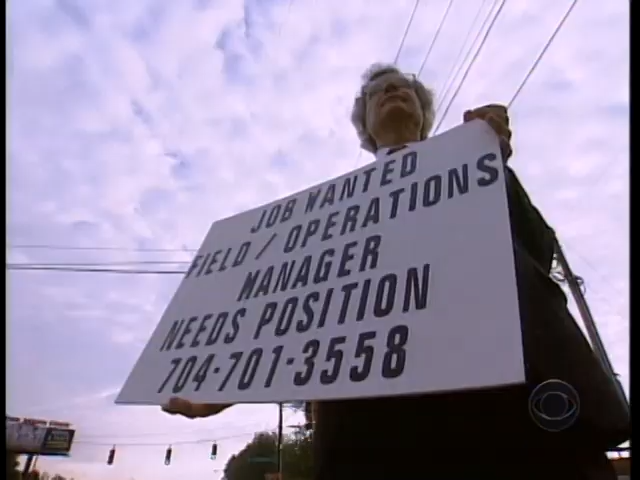 JOB WANTED
FIELD / OPERATIONS
MANAGER
NEEDS POSITION
704-701-3558